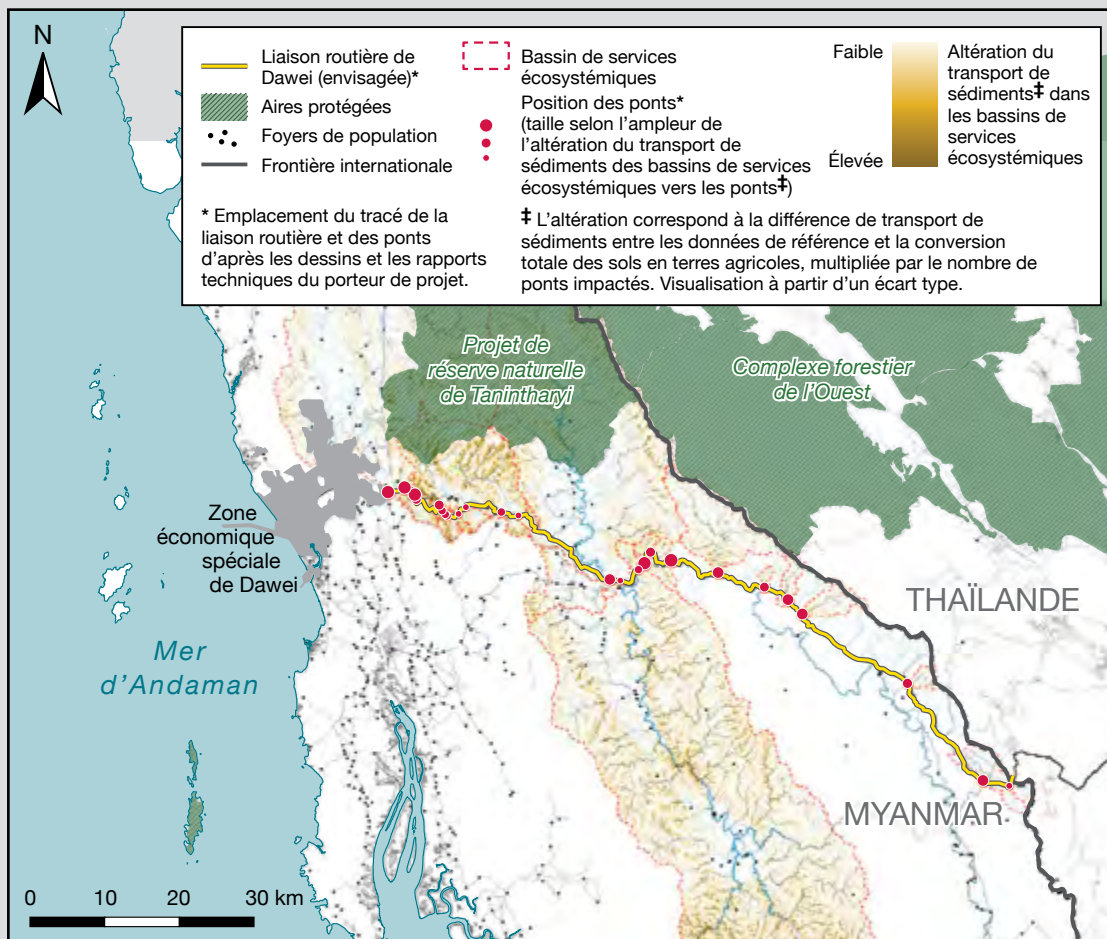 N
Liaison routière de
Dawei (envisagée)*
Aires protégées
Foyers de population
Frontière internationale
* Emplacement du tracé de la
liaison routière et des ponts
d'après les dessins et les rapports
techniques du porteur de projet.
Bassin de services
écosystémiques
Position des ponts*
(taille selon l'ampleur de
l'altération du transport de
sédiments des bassins de services
écosystémiques vers les ponts‡)
Faible
Élevée
Altération du
transport de
sédiments‡ dans
les bassins de
services
écosystémiques
‡ L'altération correspond à la différence de transport de
sédiments entre les données de référence et la conversion
totale des sols en terres agricoles, multipliée par le nombre de
ponts impactés. Visualisation à partir d'un écart type.
Projet de
réserve naturelle
de Tanintharyi
Complexe forestier
de l'Ouest
Zone
économique
spéciale
de Dawei
THAÏLANDE
Mer
d'Andaman
MYANMAR
0 10 20 30 km